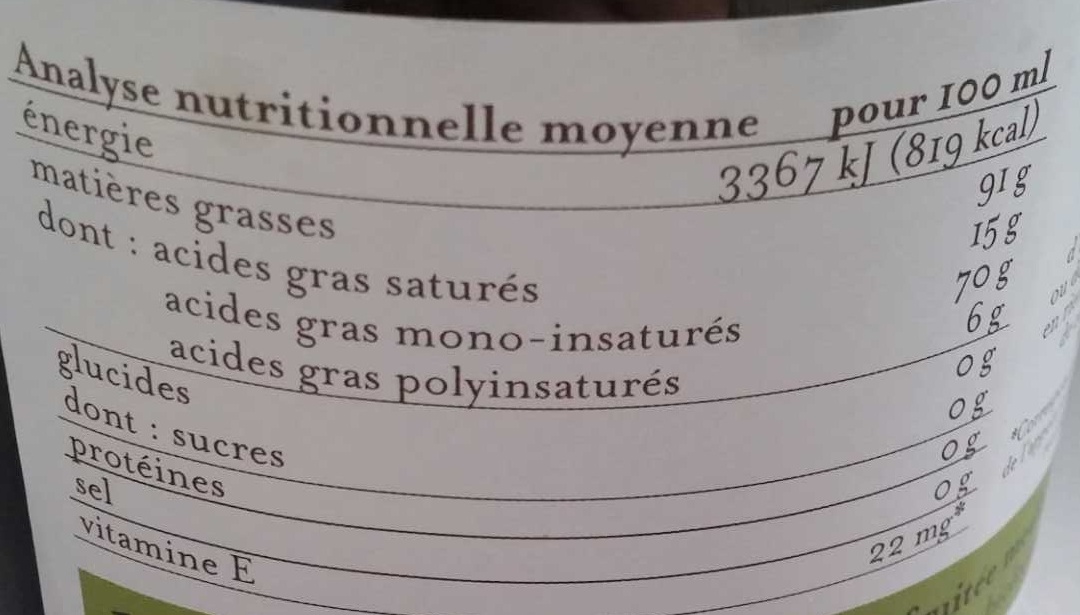 Analyse nutritionnelle moyenne pour 100 ml
énergie 3367 kJ (819 kcal)
matières grasses 91 g
dont : acides gras saturés 15 g
acides gras mono-insaturés 70 g
acides gras polyinsaturés 6 g
glucides 0 g
dont : sucres 0 g
protéines 0 g
sel 0 g
vitamine E 22 mg*